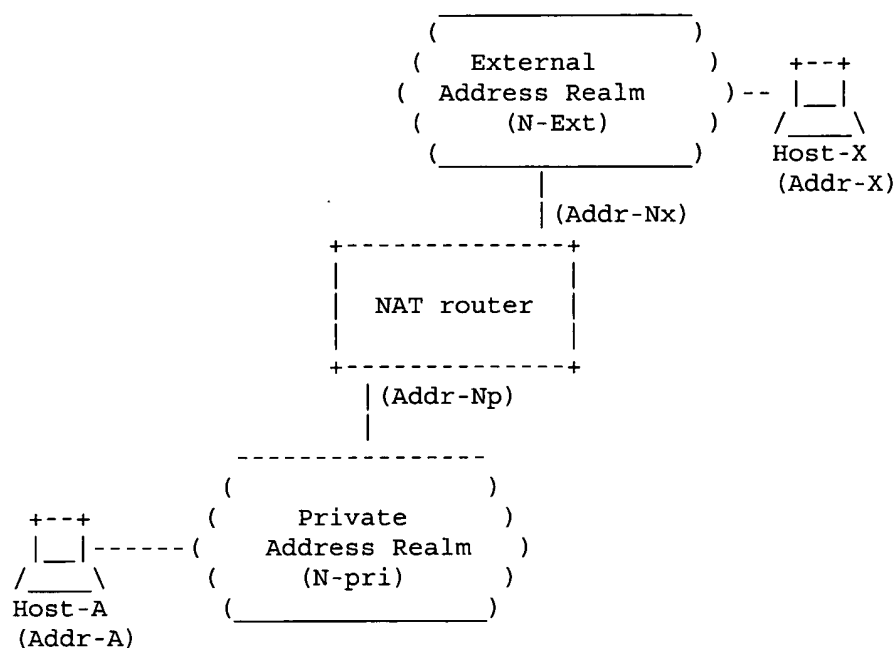 External
Address Realm
(N-Ext)
Host-X
(Addr-X)
(Addr-Nx)
NAT router
(Addr-Np)
Private
Address Realm
(N-pri)
Host-A
(Addr-A)